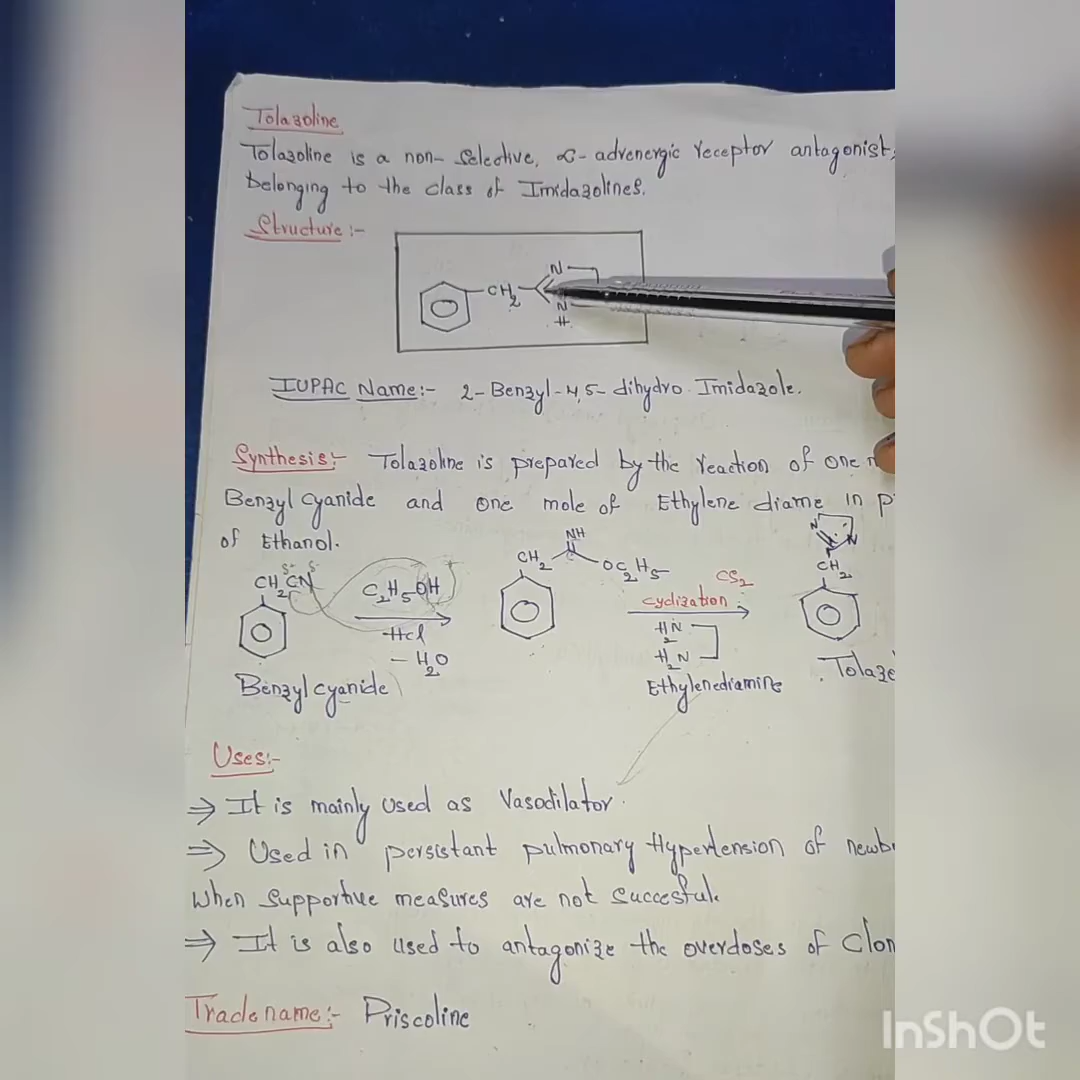 Tolazoline
Tolazoline is a non-selective, α-adrenergic receptor antagonist,
belonging to the class of Imidazolines.
Structure:-
CH2 N
N
H
IUPAC Name:- 2-Benzyl-4,5-dihydro Imidazole.
Synthesis:- Tolazoline is prepared by the reaction of one
Benzyl cyanide and one mole of Ethylene diame in
of Ethanol.
CH2CN δ+ δ- C2H5OH HCl - H2O
CH2 NH OC2H5
CS2 cyclization H2N H2N
N N CH2
Benzyl cyanide Ethylenediamine
Uses:-
⇒ It is mainly used as Vasodilator.
⇒ Used in persistant pulmonary Hypertension of
when supportive measures are not succesful.
⇒ It is also used to antagonize the overdoses of
Trade name:- Priscoline
InShOt